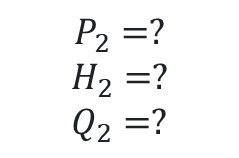 P₂ =?
H₂ =?
Q₂ =?